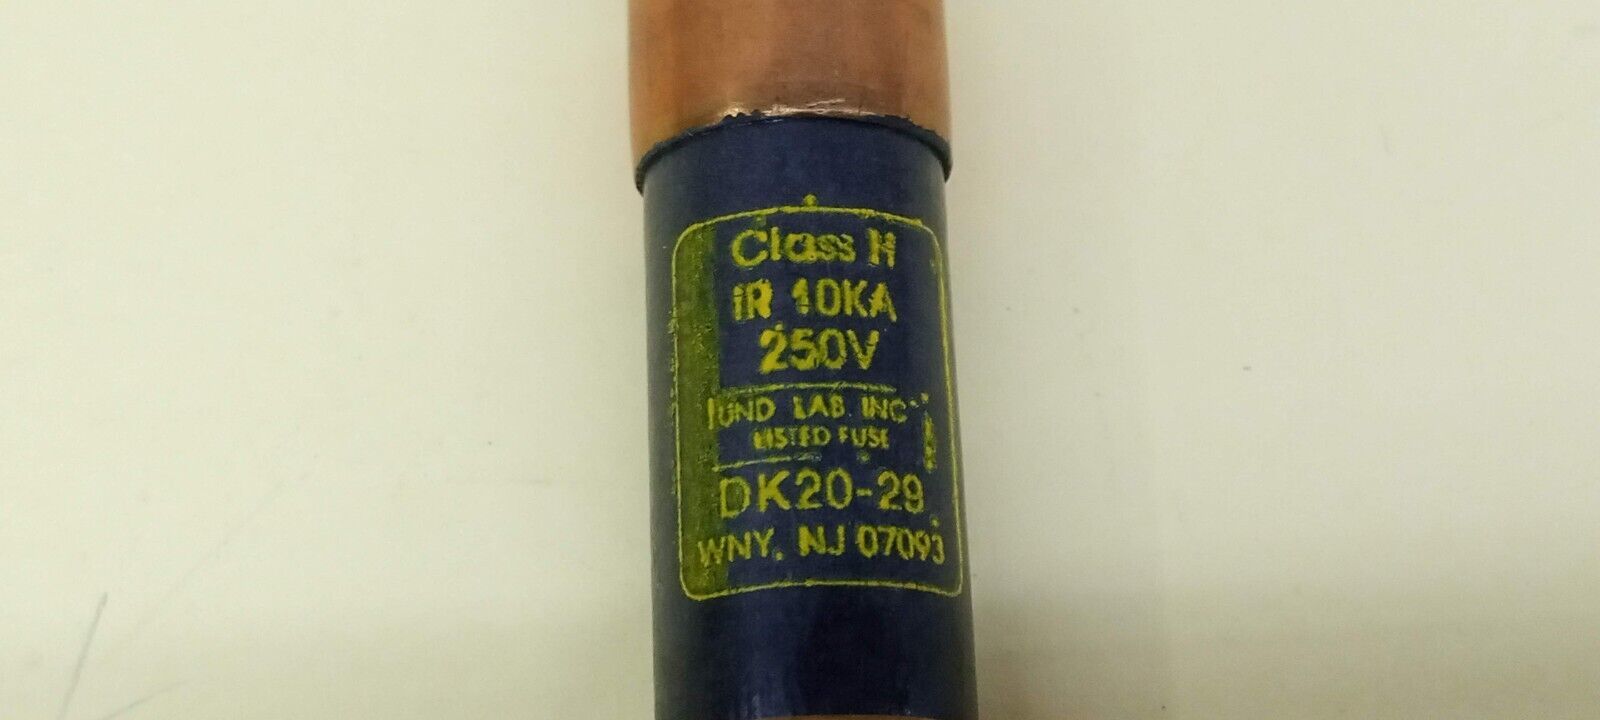 Class H
IR 10KA
250V
UND LAB. INC
LISTED FUSE
DK20-29
WNY, NJ 07093